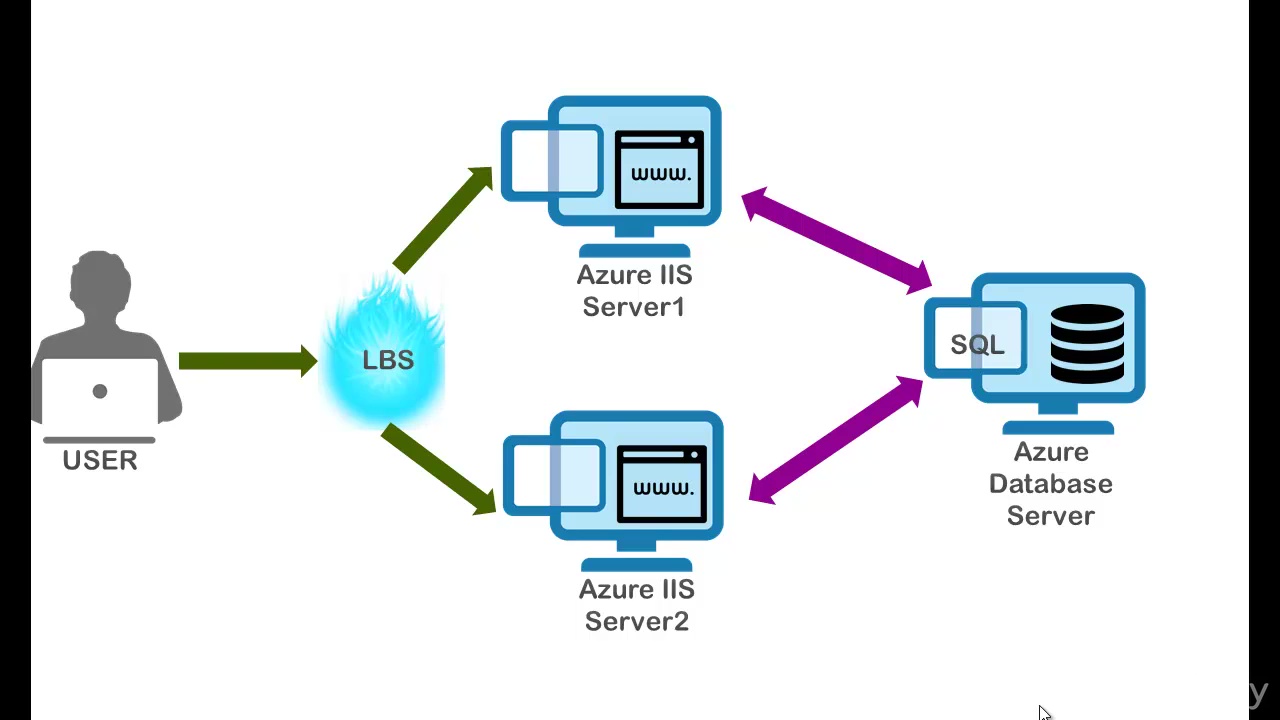 www.
Azure IIS
Server1
USER
LBS
SQL
Azure
Database
Server
www.
Azure IIS
Server2
y